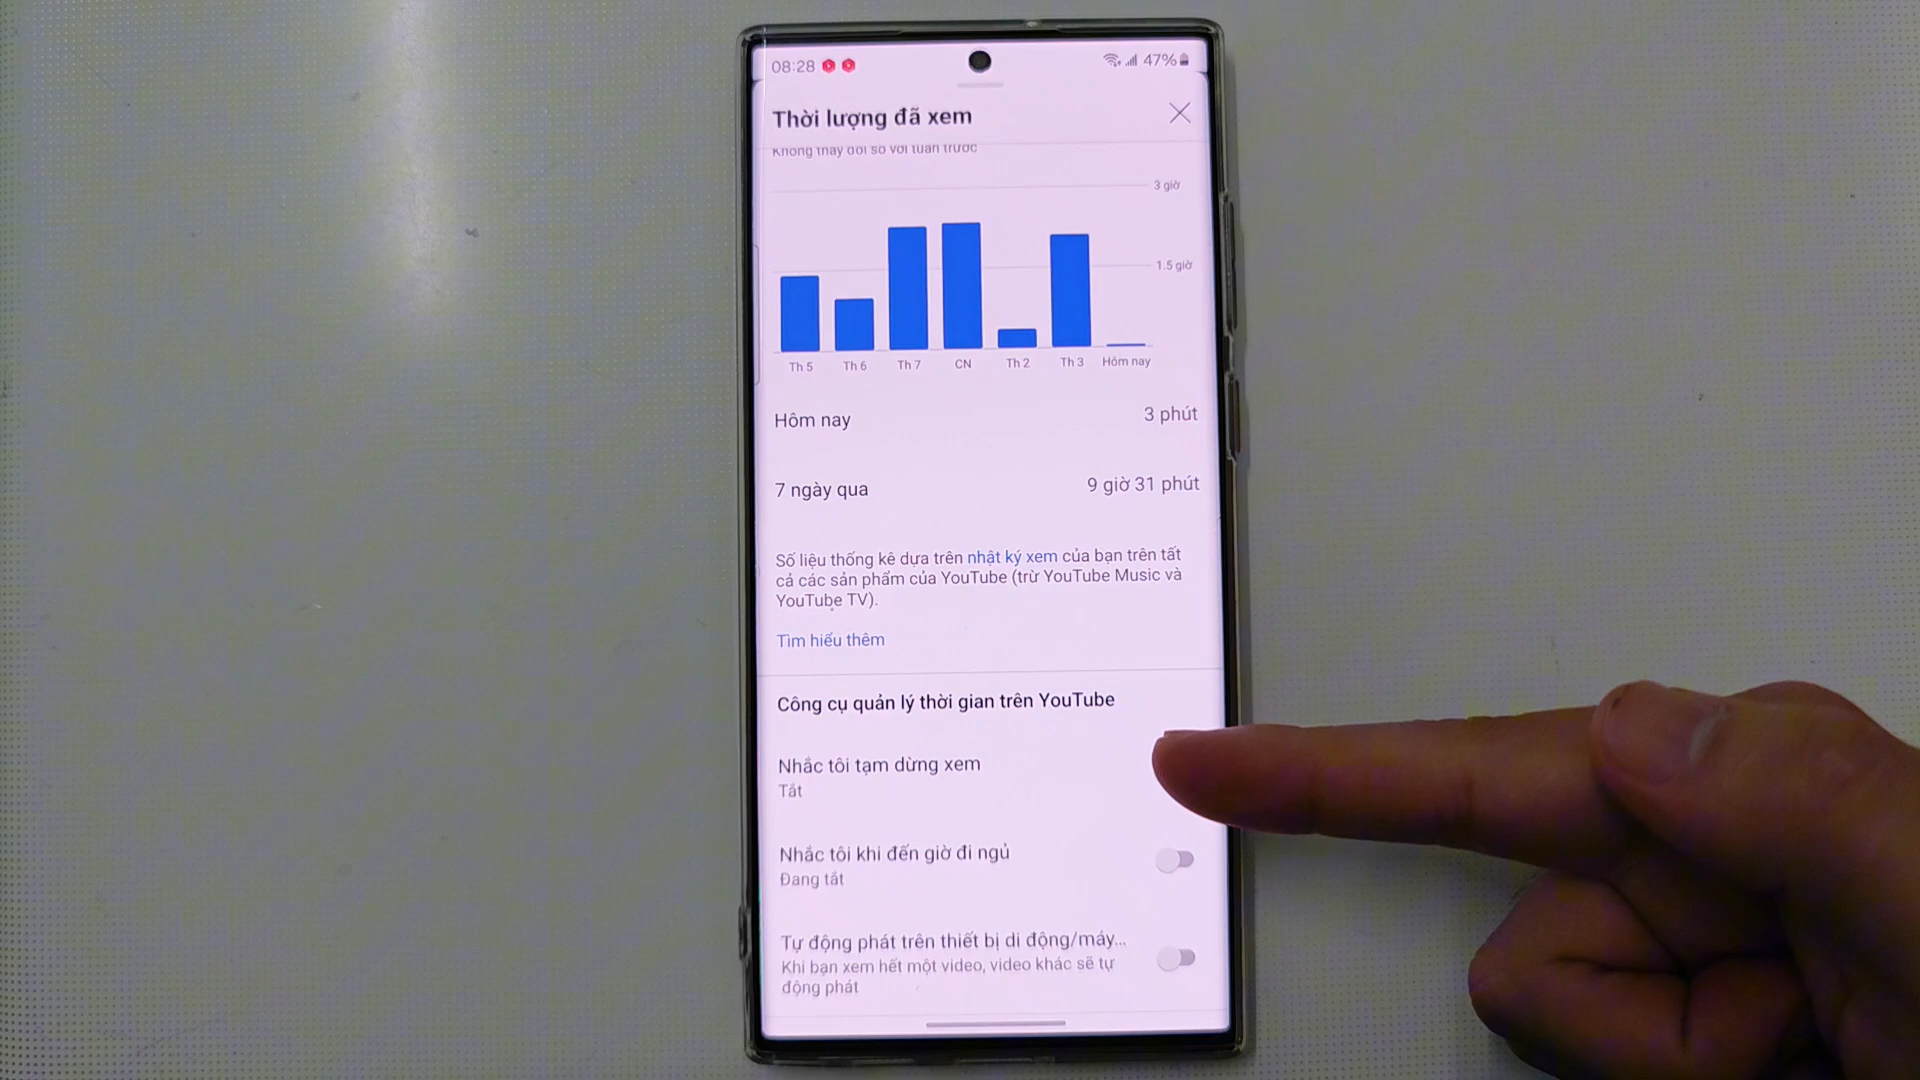 08:28
47%
Thời lượng đã xem
Không thay đổi so với tuần trước
3 giờ
1.5 giờ
Th 5 Th 6 Th 7 CN Th 2 Th 3 Hôm nay
Hôm nay 3 phút
7 ngày qua 9 giờ 31 phút
Số liệu thống kê dựa trên nhật ký xem của bạn trên tất
cả các sản phẩm của YouTube (trừ YouTube Music và
YouTube TV).
Tìm hiểu thêm
Công cụ quản lý thời gian trên YouTube
Nhắc tôi tạm dừng xem
Tắt
Nhắc tôi khi đến giờ đi ngủ
Đang tắt
Tự động phát trên thiết bị di động/máy...
Khi bạn xem hết một video, video khác sẽ tự
động phát